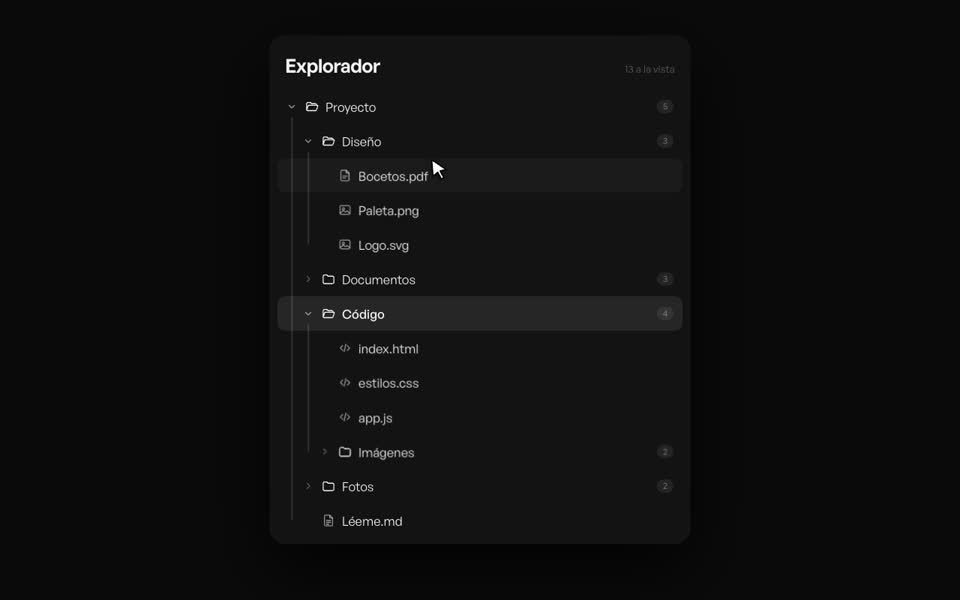 Explorador
13 a la vista
Proyecto 5
Diseño 3
Bocetos.pdf
Paleta.png
Logo.svg
Documentos 3
Código 4
index.html
estilos.css
app.js
Imágenes 2
Fotos 2
Léeme.md